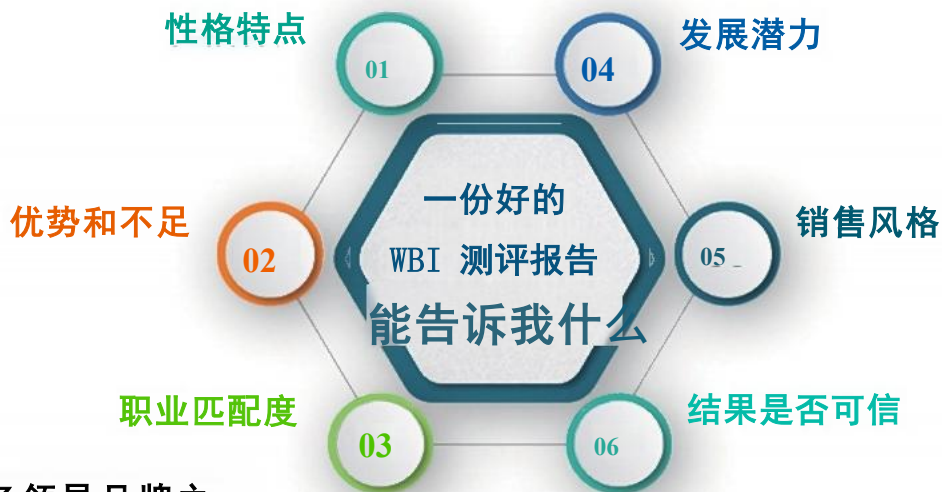 性格特点
01
04
发展潜力
优势和不足
02
一份好的
WBI 测评报告
能告诉我什么
05
销售风格
职业匹配度
03
06
结果是否可信